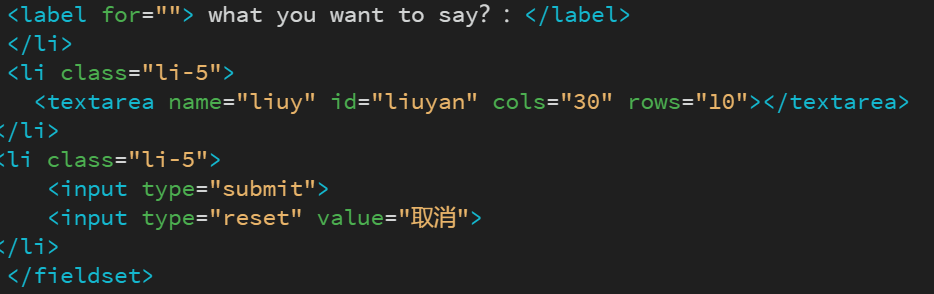 <label for=""> what you want to say? : </label>
</li>
<li class="li-5">
<textarea name="liuy" id="liuyan" cols="30" rows="10"></textarea>
</li>
<li class="li-5">
<input type="submit">
<input type="reset" value="取消">
</li>
</fieldset>